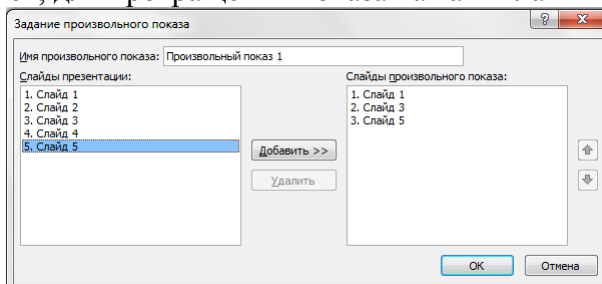 Задание произвольного показа
Имя произвольного показа: Произвольный показ 1
Слайды презентации:
1. Слайд 1
2. Слайд 2
3. Слайд 3
4. Слайд 4
5. Слайд 5
Добавить >>
Удалить
Слайды произвольного показа:
1. Слайд 1
2. Слайд 3
3. Слайд 5
ОК
Отмена